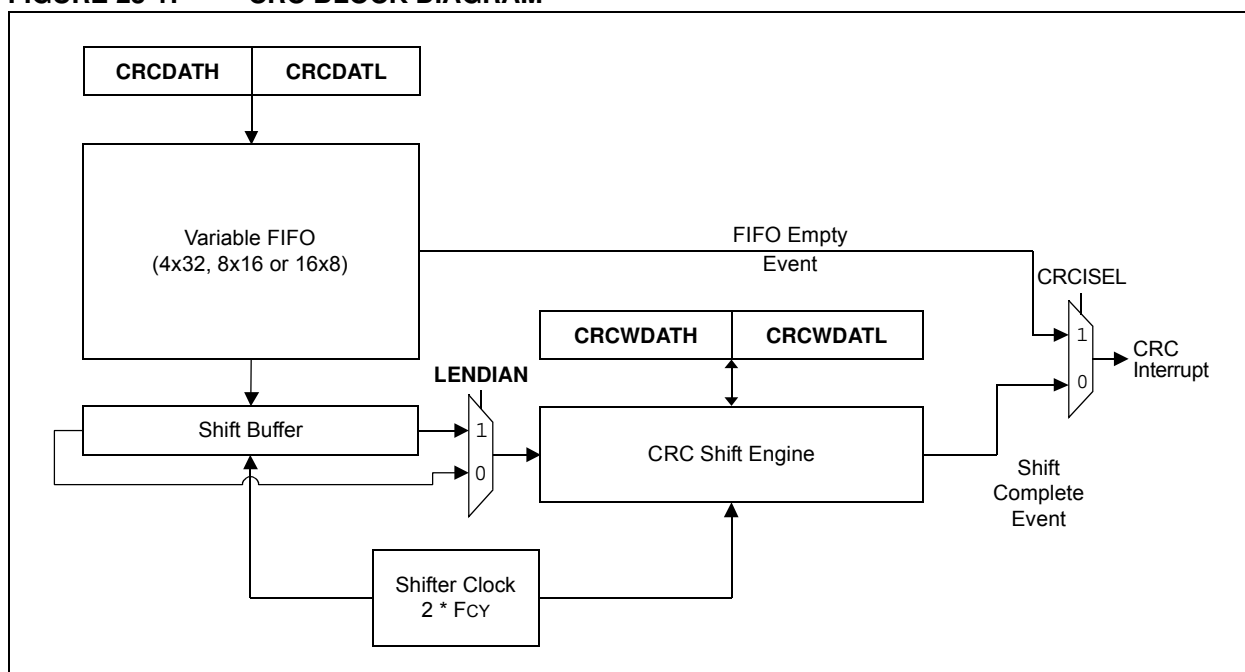 CRCDATH CRCDATL
Variable FIFO
(4x32, 8x16 or 16x8)
FIFO Empty
Event
CRCISEL
1
0
CRC
Interrupt
CRCWDATH CRCWDATL
LENDIAN
1
0
Shift Buffer
CRC Shift Engine
Shift
Complete
Event
Shifter Clock
2 * FCY